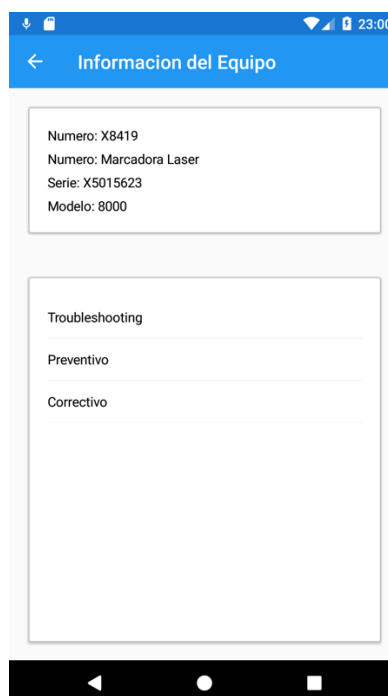 23:00
Informacion del Equipo
Numero: X8419
Numero: Marcadora Laser
Serie: X5015623
Modelo: 8000
Troubleshooting
Preventivo
Correctivo